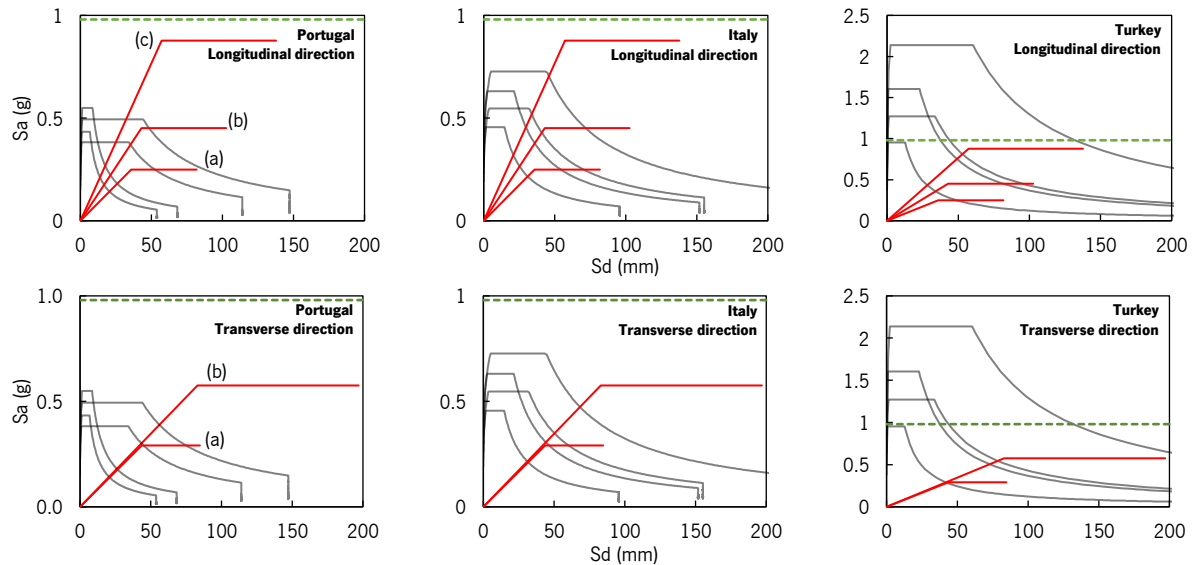 1
0.5
0
Sa (g)
0
50
100
150
200
Portugal
Longitudinal direction
(c)
(b)
(a)
1
0.5
0
0
50
100
150
200
Sd (mm)
Italy
Longitudinal direction
2.5
2
1.5
1
0.5
0
0
50
100
150
200
Turkey
Longitudinal direction
1.0
0.5
0.0
Sa (g)
0
50
100
150
200
Portugal
Transverse direction
(b)
(a)
1
0.5
0
0
50
100
150
200
Sd (mm)
Italy
Transverse direction
2.5
2
1.5
1
0.5
0
0
50
100
150
200
Turkey
Transverse direction